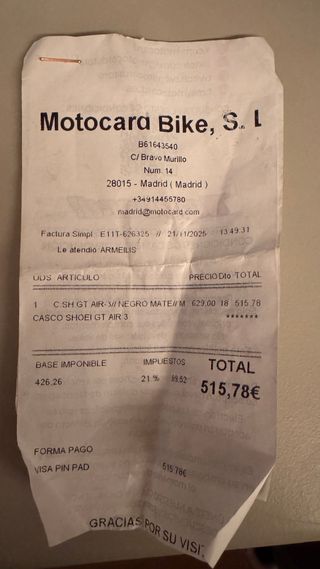 Motocard Bike, S. L
B61643540
C/ Bravo Murillo
Num. 14
28015 - Madrid ( Madrid )
+34914455780
madrid@motocard.com
Factura Simpl E11T-626325 // 21/11/2025 13:49:31
Le atendió ARMEILIS
UDS ARTICULO PRECIO Dto TOTAL
1 C.SH GT AIR-3// NEGRO MATE// M 629,00 18 515,78
CASCO SHOEI GT AIR 3 *******
BASE IMPONIBLE IMPUESTOS TOTAL
426,26 21 % 89,52 515,78€
FORMA PAGO
VISA PIN PAD 515,78€
GRACIAS POR SU VISI